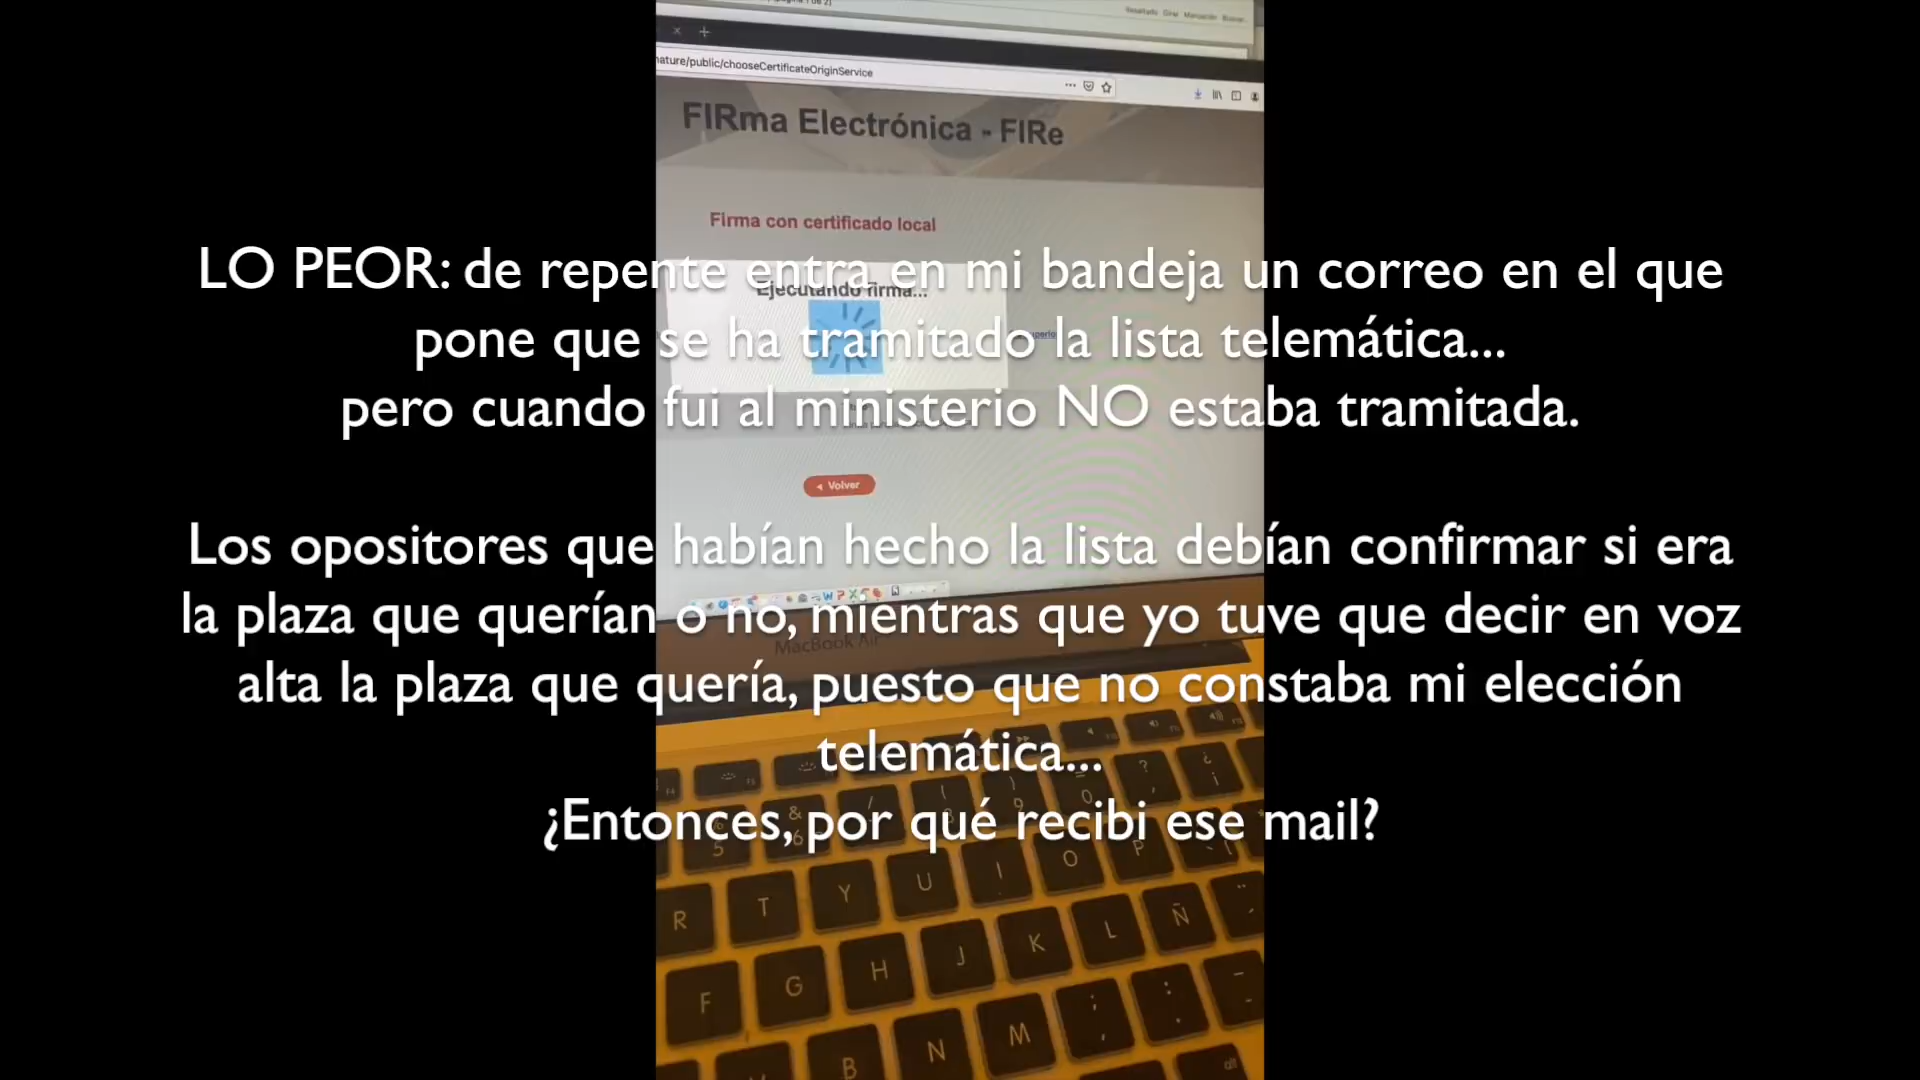 nature/public/chooseCertificateOriginService
FIRma Electrónica - FIRe
Firma con certificado local
LO PEOR: de repente entra en mi bandeja un correo en el que
Ejecutando firma...
pone que se ha tramitado la lista telemática...
pero cuando fui al ministerio NO estaba tramitada.
◄ Volver
Los opositores que habían hecho la lista debían confirmar si era
la plaza que querían o no, mientras que yo tuve que decir en voz
MacBook Air
alta la plaza que quería, puesto que no constaba mi elección
telemática...
¿Entonces, por qué recibi ese mail?
R T Y U I O P
F G H J K L Ñ
B N M